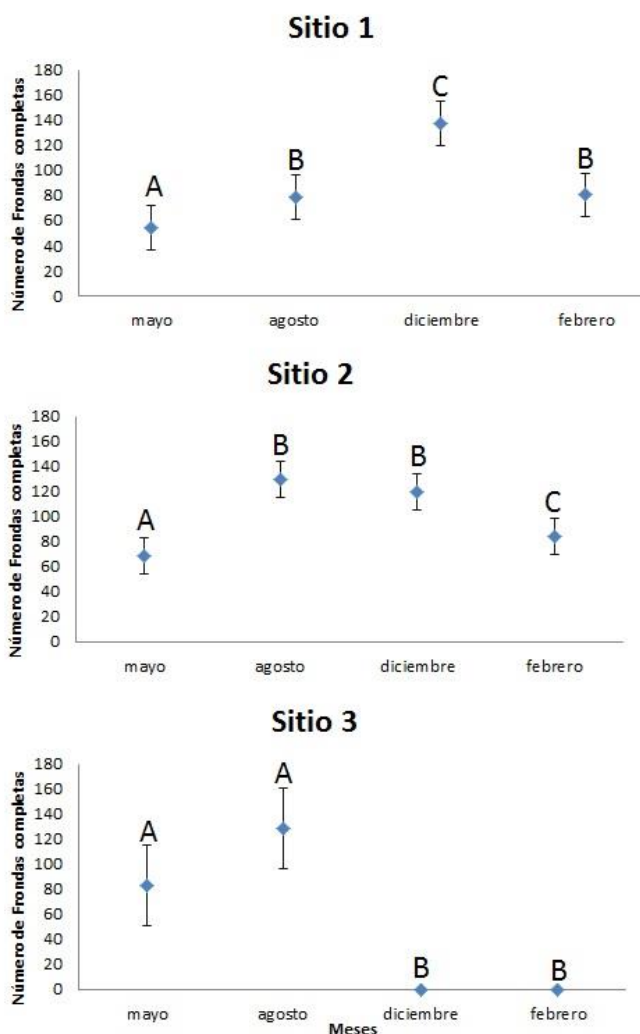 Sitio 1
Número de Frondas completas
180
160
140
120
100
80
60
40
20
0
A
B
C
B
mayo agosto diciembre febrero
Sitio 2
Número de Frondas completas
180
160
140
120
100
80
60
40
20
0
A
B
B
C
mayo agosto diciembre febrero
Sitio 3
Número de Frondas completas
180
160
140
120
100
80
60
40
20
0
A
A
B
B
mayo agosto diciembre febrero
Meses